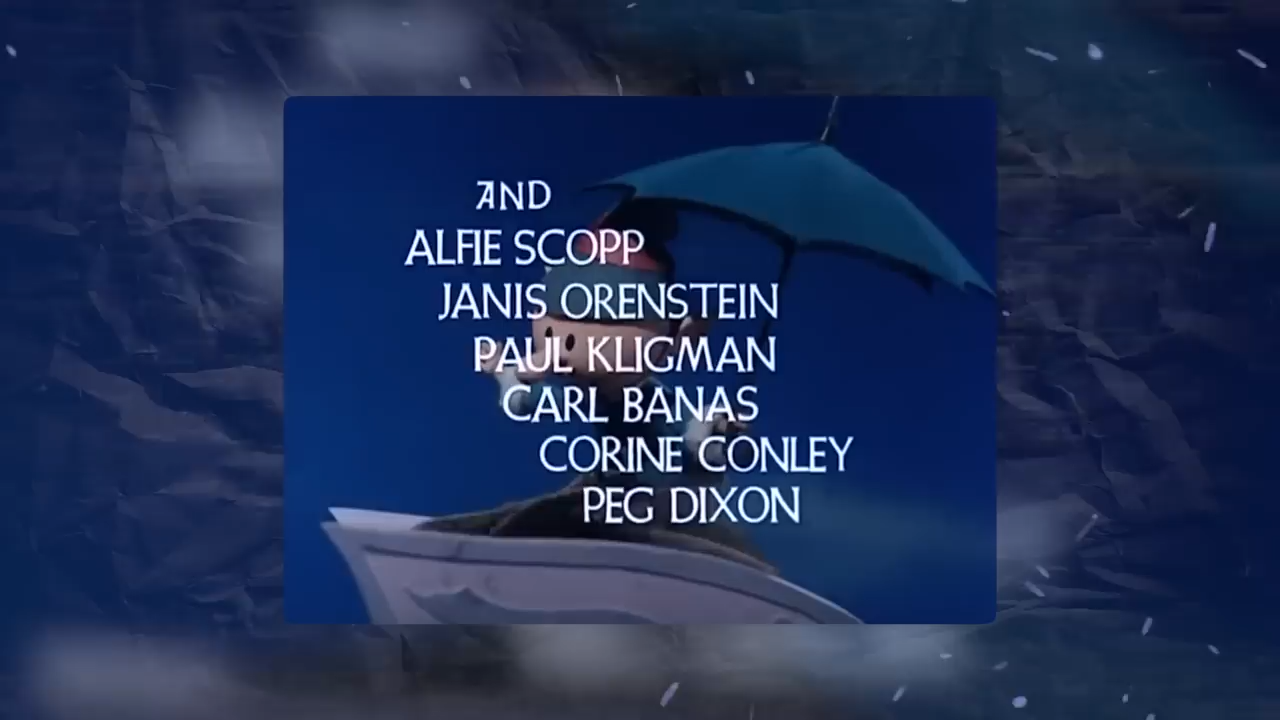 AND
ALFIE SCOPP
JANIS ORENSTEIN
PAUL KLIGMAN
CARL BANAS
CORINE CONLEY
PEG DIXON